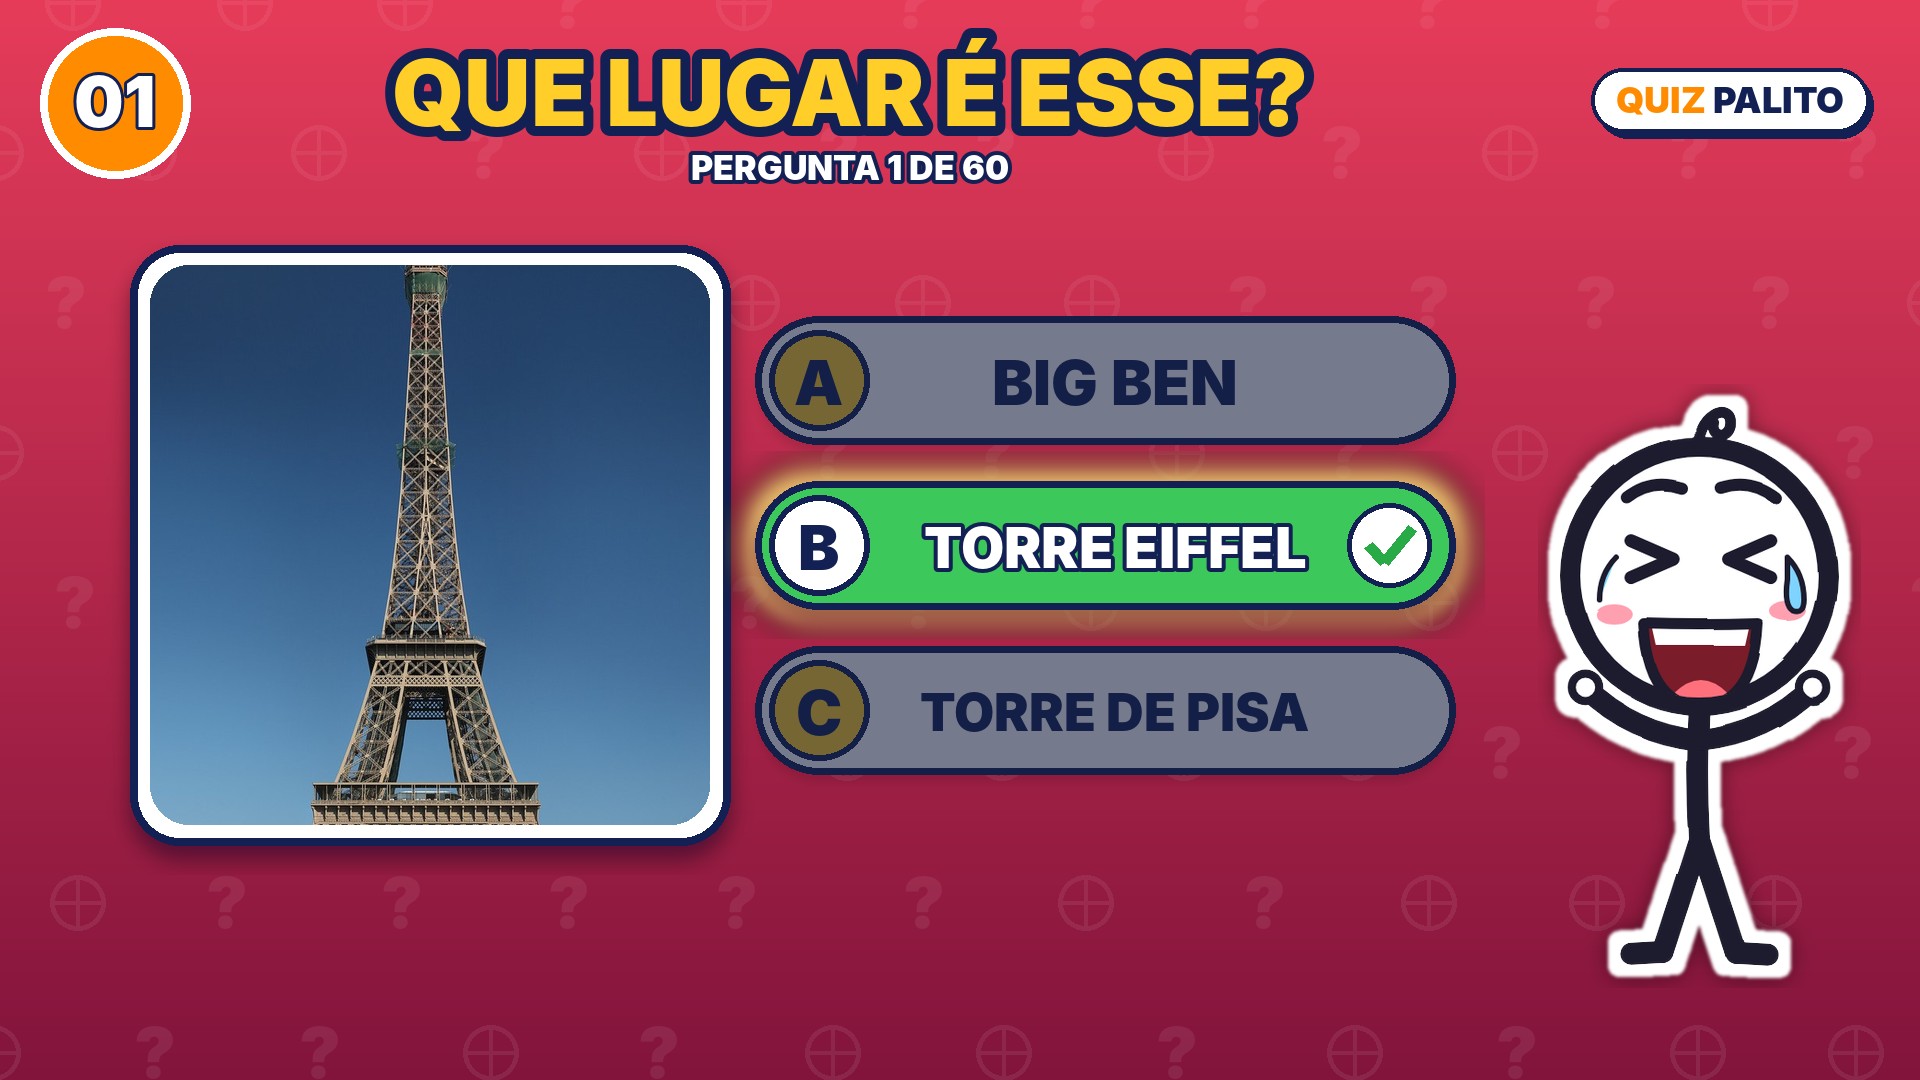 01
QUE LUGAR É ESSE?
PERGUNTA 1 DE 60
QUIZ PALITO
A BIG BEN
B TORRE EIFFEL
C TORRE DE PISA